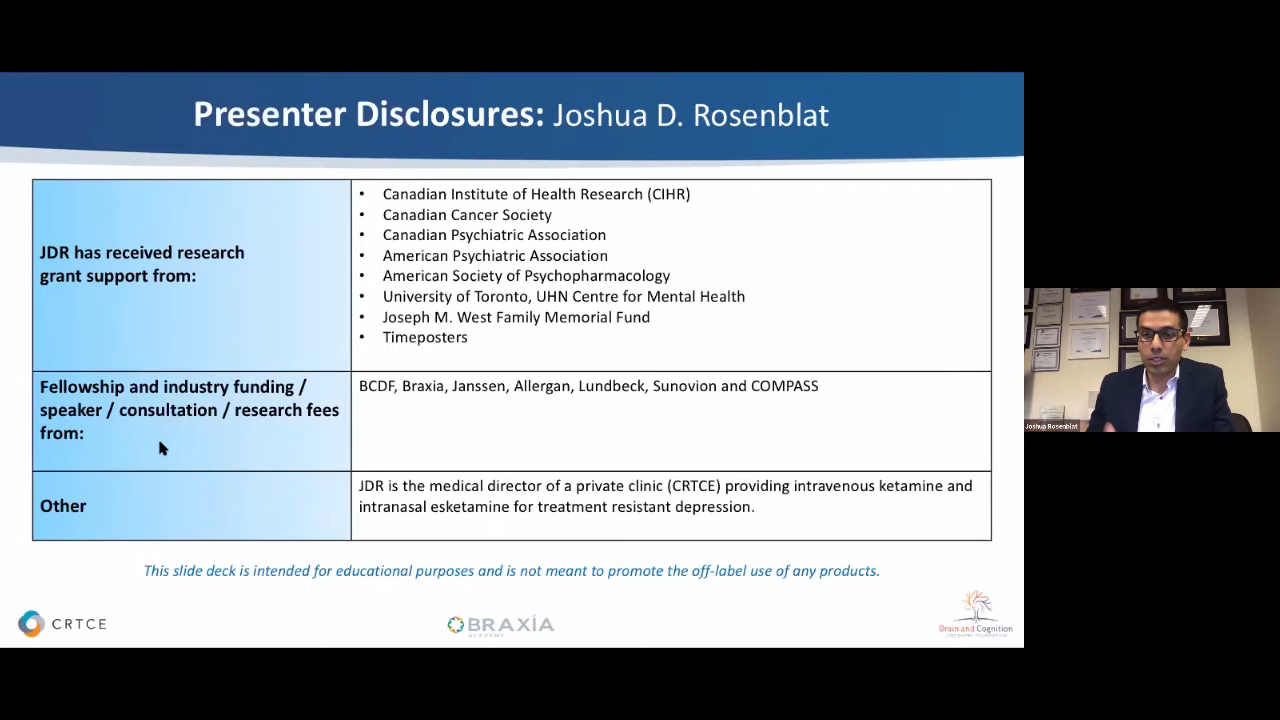 Presenter Disclosures: Joshua D. Rosenblat
JDR has received research
grant support from:
• Canadian Institute of Health Research (CIHR)
• Canadian Cancer Society
• Canadian Psychiatric Association
• American Psychiatric Association
• American Society of Psychopharmacology
• University of Toronto, UHN Centre for Mental Health
• Joseph M. West Family Memorial Fund
• Timeposters
Fellowship and industry funding /
speaker / consultation / research fees
from:
BCDF, Braxia, Janssen, Allergan, Lundbeck, Sunovion and COMPASS
Other
JDR is the medical director of a private clinic (CRTCE) providing intravenous ketamine and
intranasal esketamine for treatment resistant depression.
This slide deck is intended for educational purposes and is not meant to promote the off-label use of any products.
CRTCE
BRAXIA
ACADEMY
Brain and Cognition
DISCOVERY FOUNDATION
Joshua Rosenblat